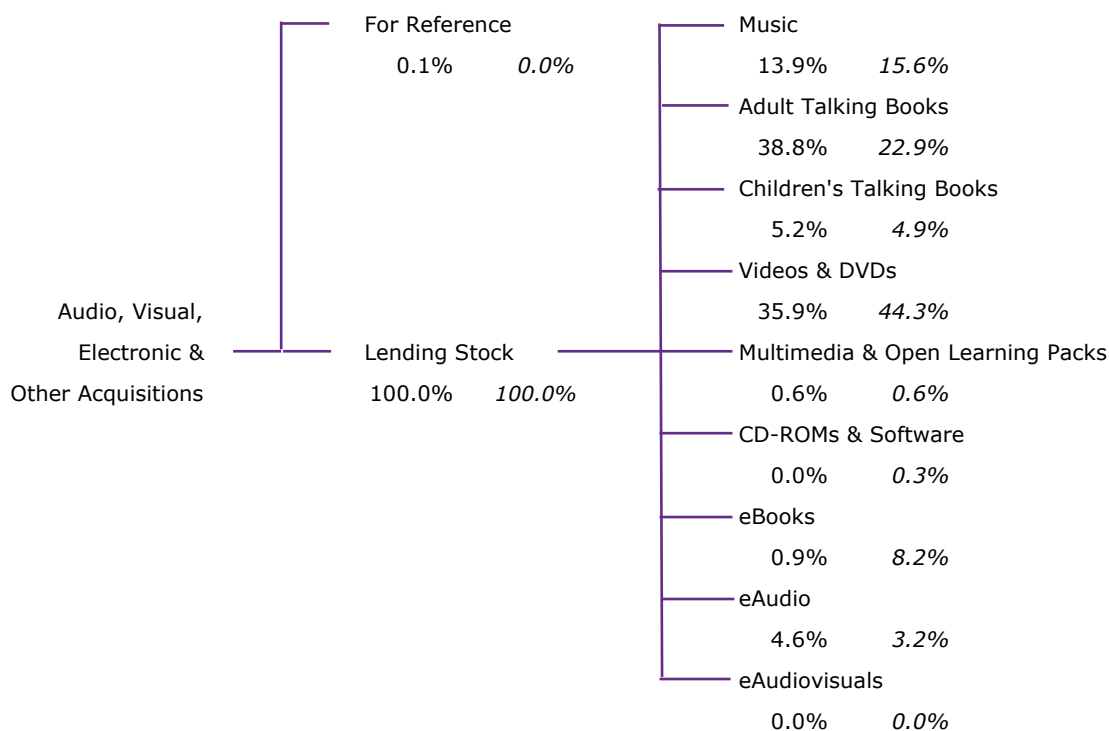 For Reference
0.1% 0.0%
Audio, Visual,
Electronic &
Other Acquisitions
Lending Stock
100.0% 100.0%
Music
13.9% 15.6%
Adult Talking Books
38.8% 22.9%
Children's Talking Books
5.2% 4.9%
Videos & DVDs
35.9% 44.3%
Multimedia & Open Learning Packs
0.6% 0.6%
CD-ROMs & Software
0.0% 0.3%
eBooks
0.9% 8.2%
eAudio
4.6% 3.2%
eAudiovisuals
0.0% 0.0%